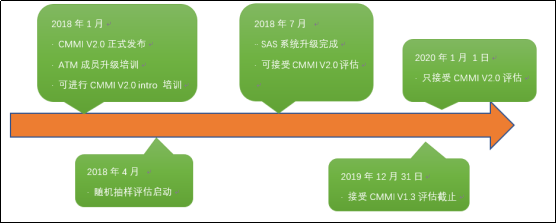 2018 年 1 月
- CMMI V2.0 正式发布
- ATM 成员升级培训
- 可进行 CMMI V2.0 intro 培训
2018 年 7 月
- SAS 系统升级完成
- 可接受 CMMI V2.0 评估
2020 年 1 月 1 日
- 只接受 CMMI V2.0 评估
2018 年 4 月
- 随机抽样评估启动
2019 年 12 月 31 日
- 接受 CMMI V1.3 评估截止